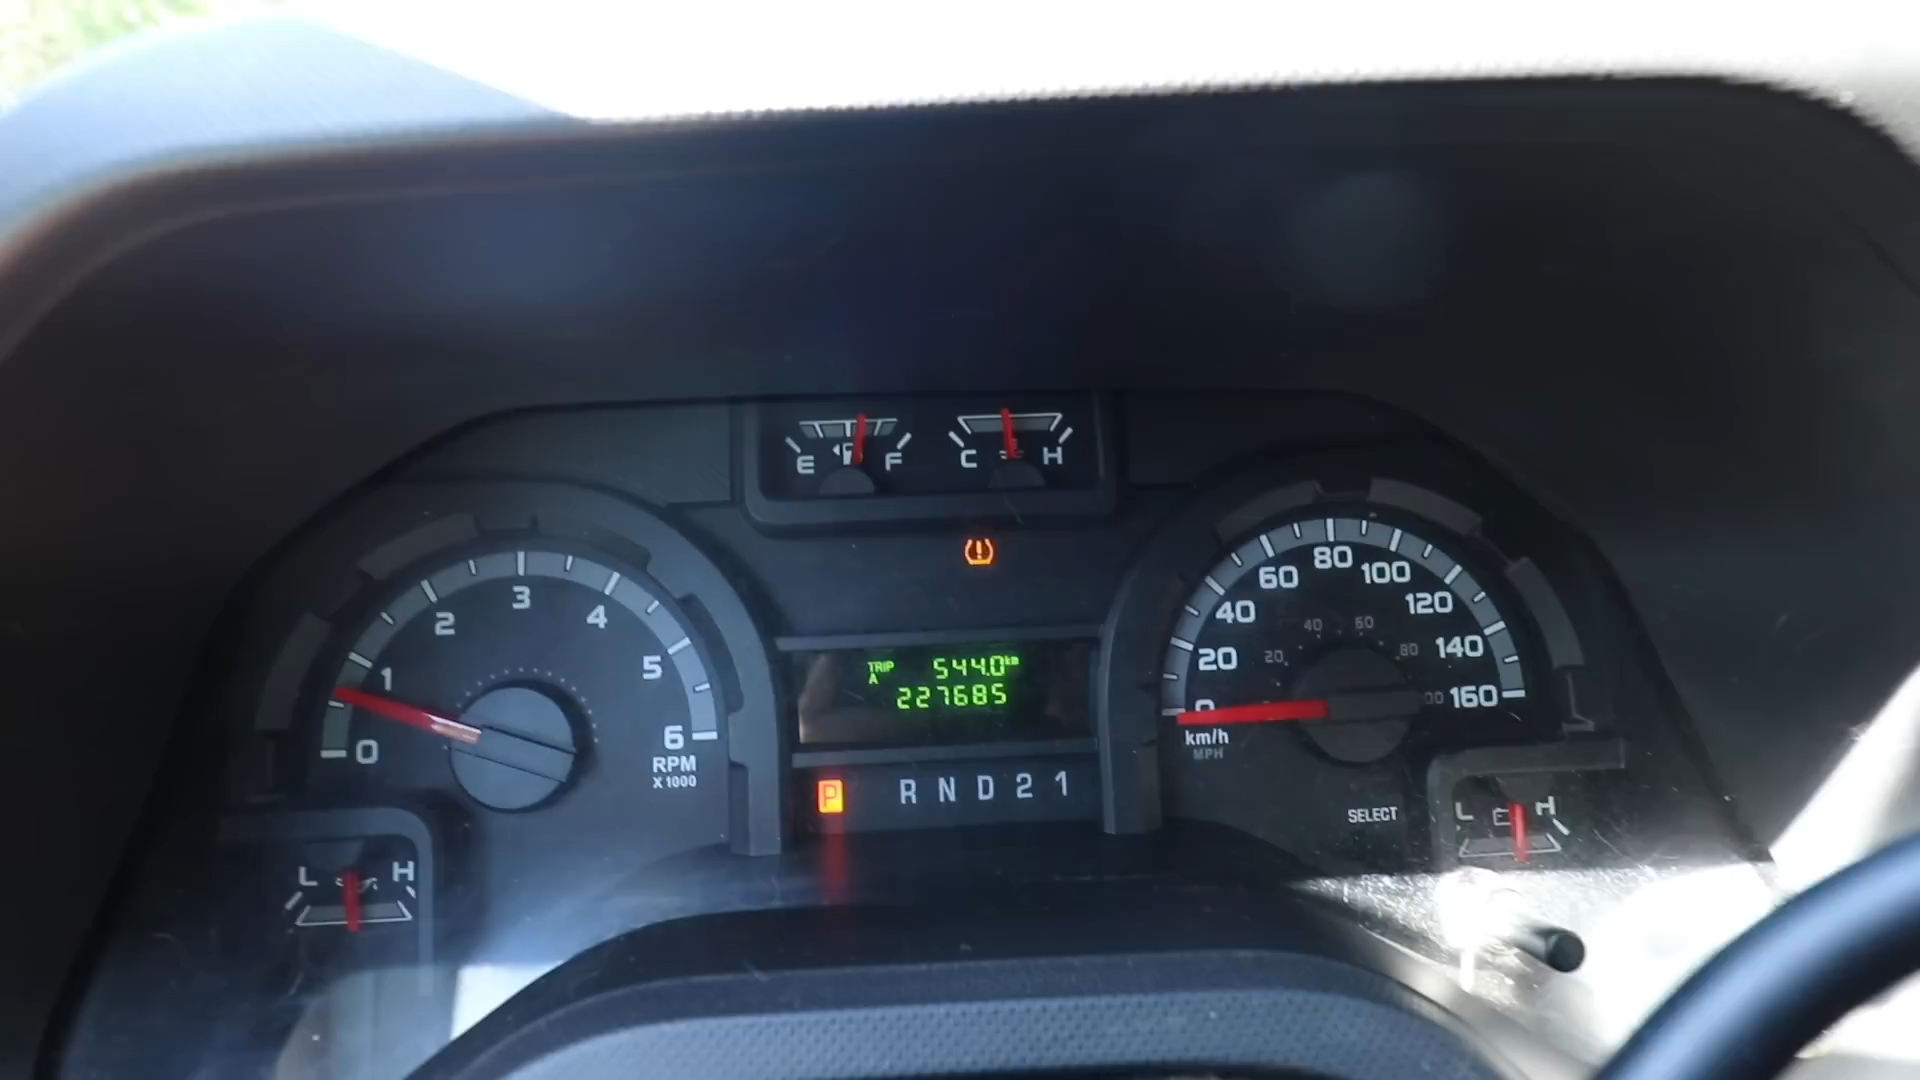 E F
C H
0 1 2 3 4 5 6
RPM
X 1000
TRIP A 544.0 km
227685
P R N D 2 1
0 20 40 60 80 100 120 140 160
20 40 60 80
km/h
MPH
SELECT
L H
L H